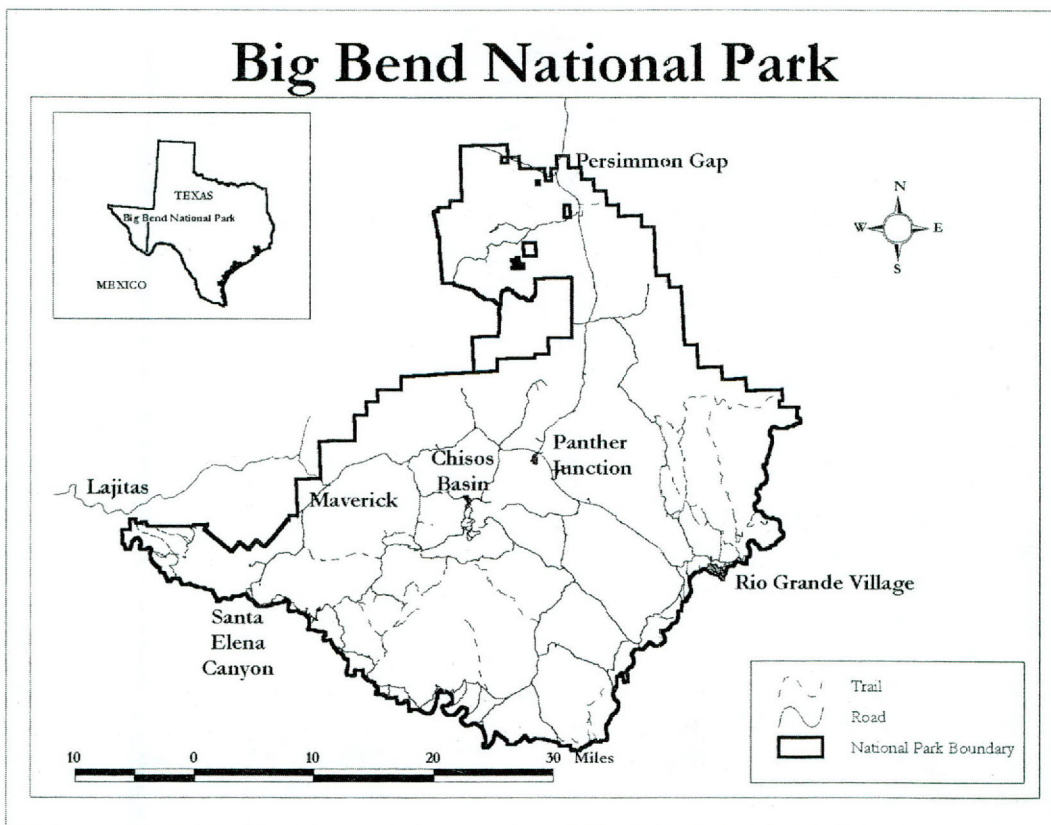 Big Bend National Park
TEXAS
Big Bend National Park
MEXICO
Persimmon Gap
N
W E
S
Panther
Junction
Chisos
Basin
Maverick
Lajitas
Rio Grande Village
Santa
Elena
Canyon
Trail
Road
National Park Boundary
10 0 10 20 30 Miles